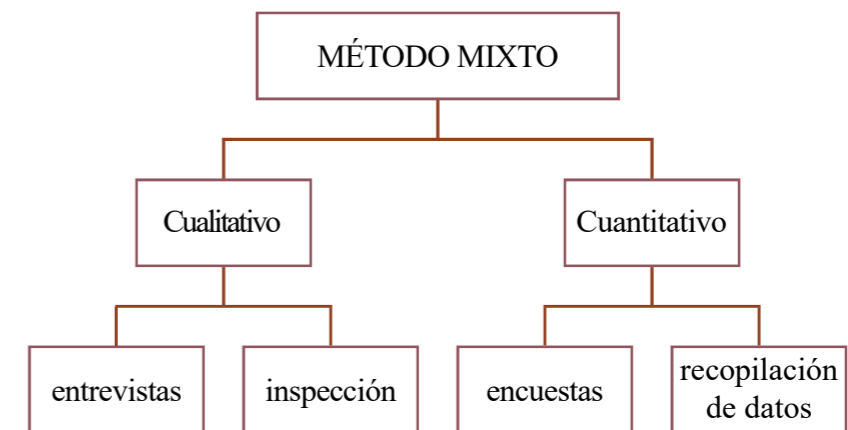 MÉTODO MIXTO
Cualitativo
Cuantitativo
entrevistas
inspección
encuestas
recopilación
de datos